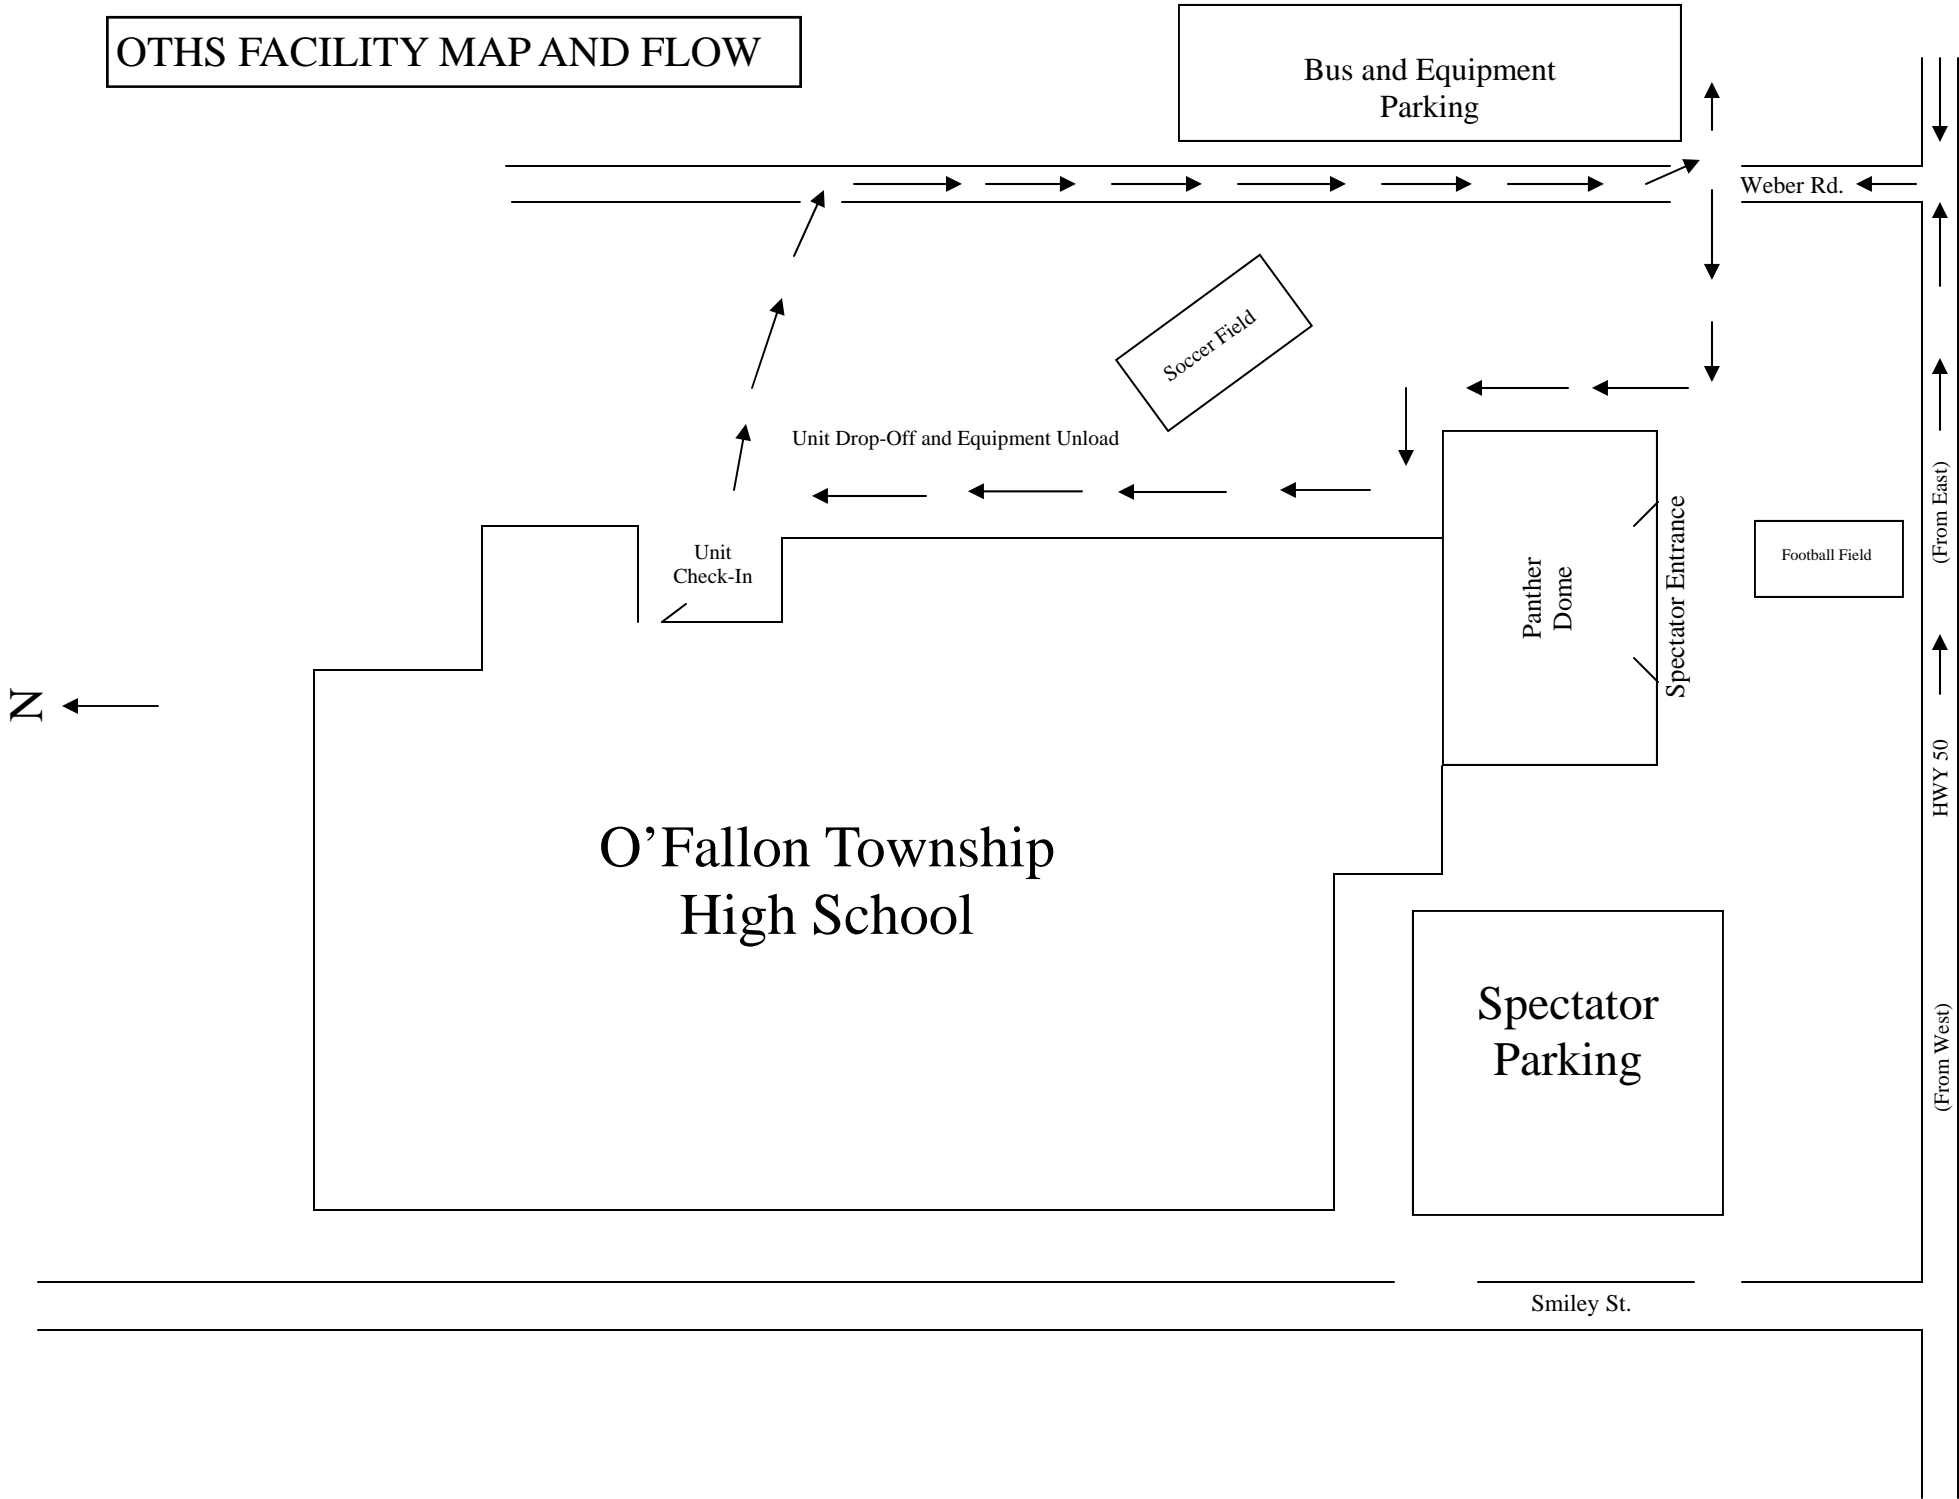 OTHS FACILITY MAP AND FLOW
Bus and Equipment
Parking
Weber Rd.
Soccer Field
Unit Drop-Off and Equipment Unload
(From East)
Unit
Check-In
Panther
Dome
Spectator Entrance
Football Field
N
HWY 50
O’Fallon Township
High School
Spectator
Parking
(From West)
Smiley St.